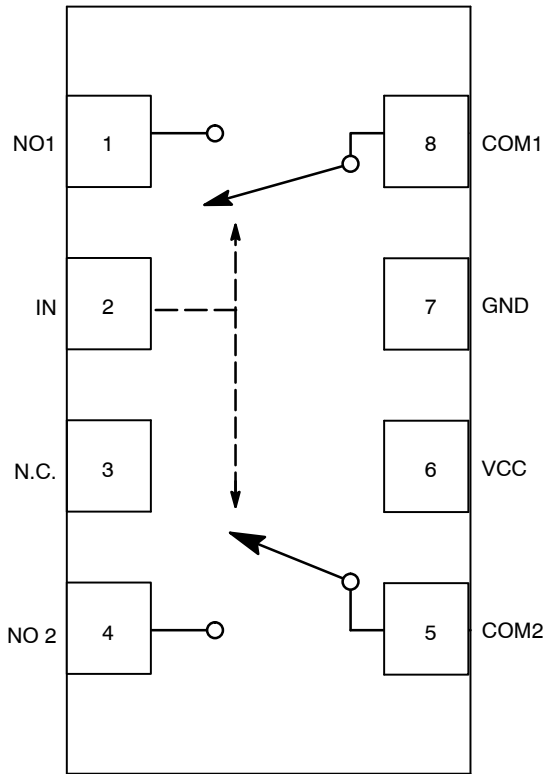 NO1 1 8 COM1
IN 2 7 GND
N.C. 3 6 VCC
NO 2 4 5 COM2